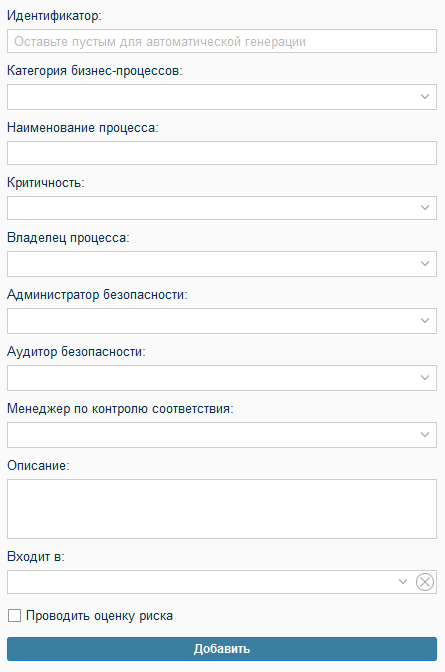 Идентификатор:
Оставьте пустым для автоматической генерации
Категория бизнес-процессов:
Наименование процесса:
Критичность:
Владелец процесса:
Администратор безопасности:
Аудитор безопасности:
Менеджер по контролю соответствия:
Описание:
Входит в:
Проводить оценку риска
Добавить